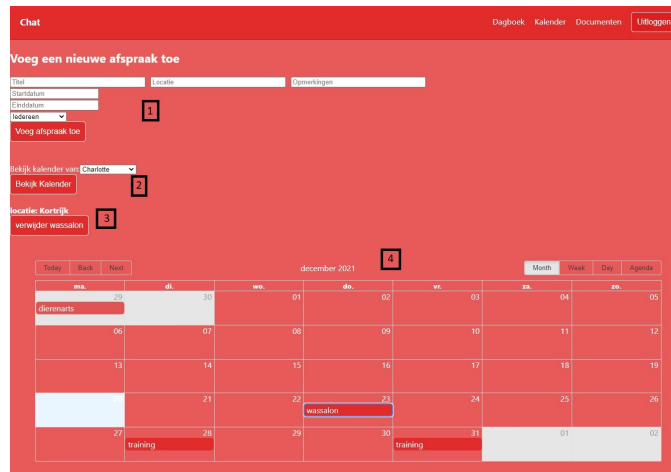 Chat Dagboek Kalender Documenten Uitloggen
Voeg een nieuwe afspraak toe
Titel Locatie Opmerkingen
Startdatum
Einddatum
Iedereen
1
Voeg afspraak toe
Bekijk kalender van: Charlotte
Bekijk Kalender
2
locatie: Kortrijk
verwijder wassalon
3
4
Today Back Next december 2021 Month Week Day Agenda
ma. di. wo. do. vr. za. zo.
29 30 01 02 03 04 05
dierenarts
06 07 08 09 10 11 12
13 14 15 16 17 18 19
21 22 23 24 25 26
wassalon
27 28 29 30 31 01 02
training training